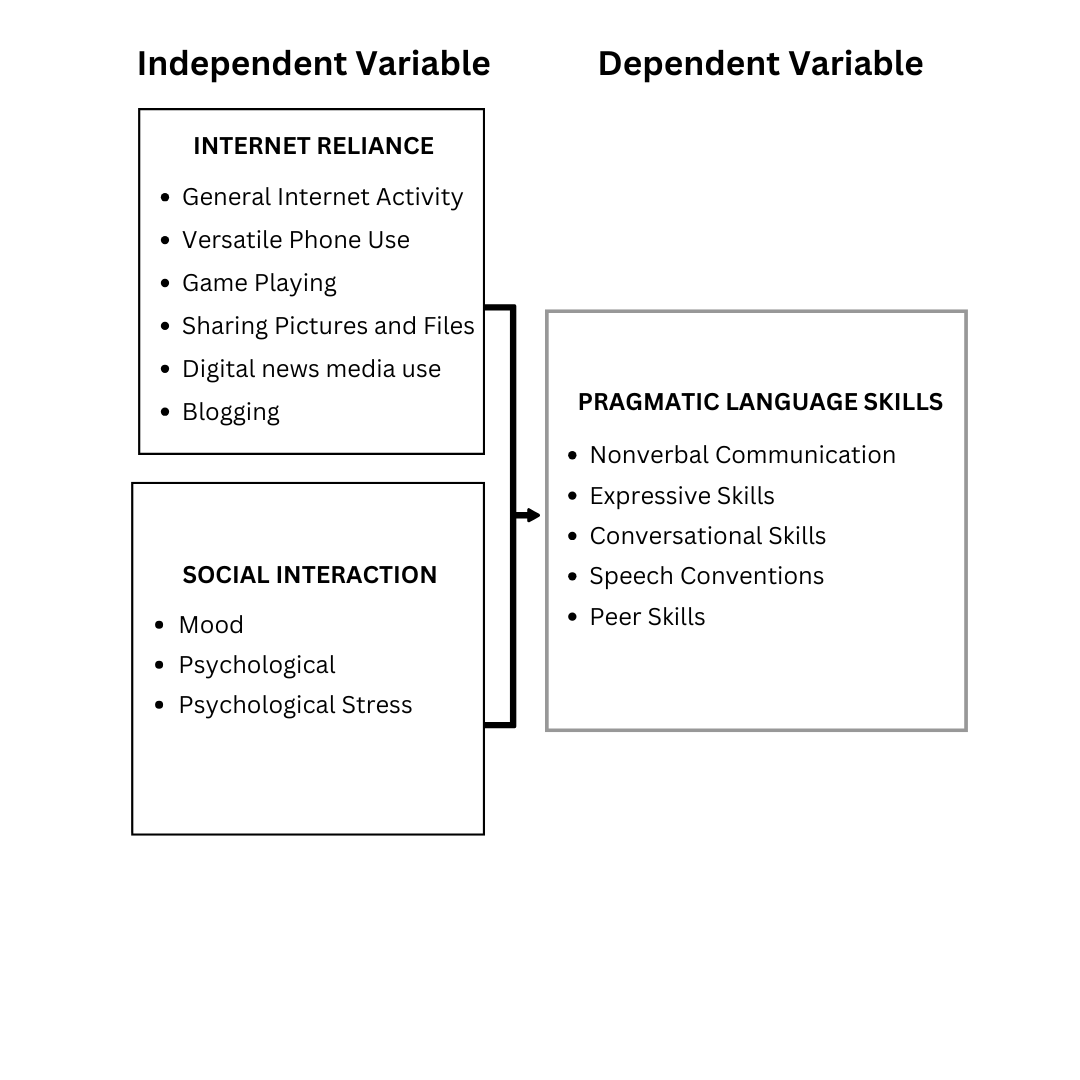 Independent Variable
Dependent Variable
INTERNET RELIANCE
• General Internet Activity
• Versatile Phone Use
• Game Playing
• Sharing Pictures and Files
• Digital news media use
• Blogging
SOCIAL INTERACTION
• Mood
• Psychological
• Psychological Stress
PRAGMATIC LANGUAGE SKILLS
• Nonverbal Communication
• Expressive Skills
• Conversational Skills
• Speech Conventions
• Peer Skills